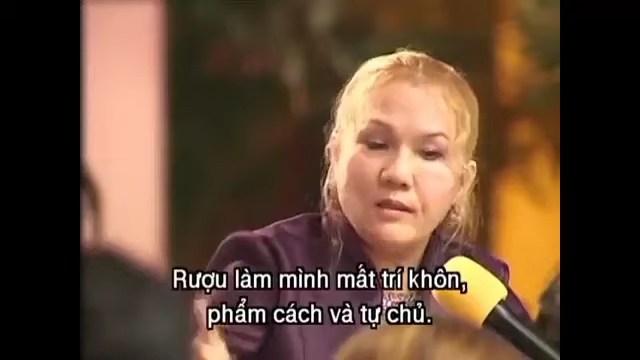 Rượu làm mình mất trí khôn,
phẩm cách và tự chủ.